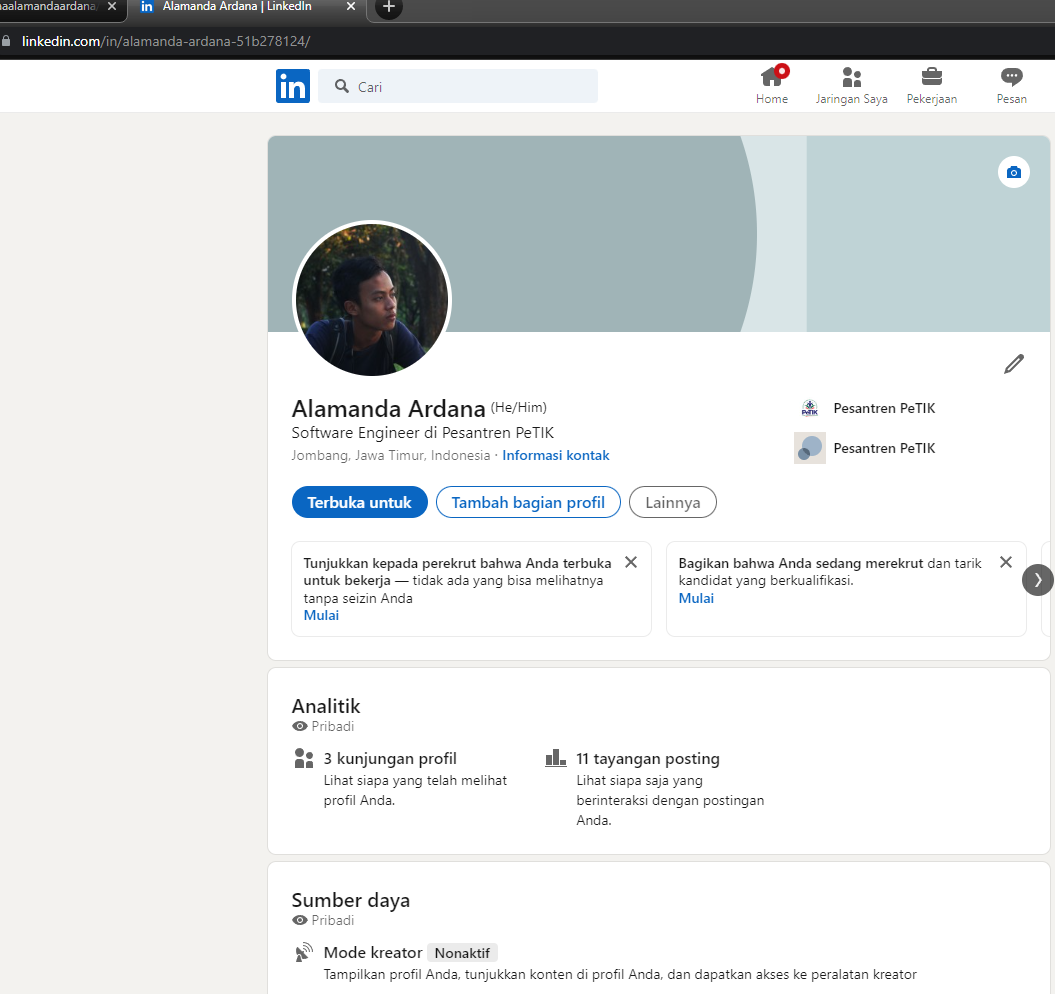 naalamandaardana
Alamanda Ardana | LinkedIn
linkedin.com/in/alamanda-ardana-51b278124/
in
Cari
Home
Jaringan Saya
Pekerjaan
Pesan
Alamanda Ardana (He/Him)
Software Engineer di Pesantren PeTIK
Jombang, Jawa Timur, Indonesia · Informasi kontak
PeTIK
Pesantren PeTIK
Pesantren PeTIK
Terbuka untuk
Tambah bagian profil
Lainnya
Tunjukkan kepada perekrut bahwa Anda terbuka
untuk bekerja — tidak ada yang bisa melihatnya
tanpa seizin Anda
Mulai
Bagikan bahwa Anda sedang merekrut dan tarik
kandidat yang berkualifikasi.
Mulai
Analitik
Pribadi
3 kunjungan profil
Lihat siapa yang telah melihat
profil Anda.
11 tayangan posting
Lihat siapa saja yang
berinteraksi dengan postingan
Anda.
Sumber daya
Pribadi
Mode kreator Nonaktif
Tampilkan profil Anda, tunjukkan konten di profil Anda, dan dapatkan akses ke peralatan kreator